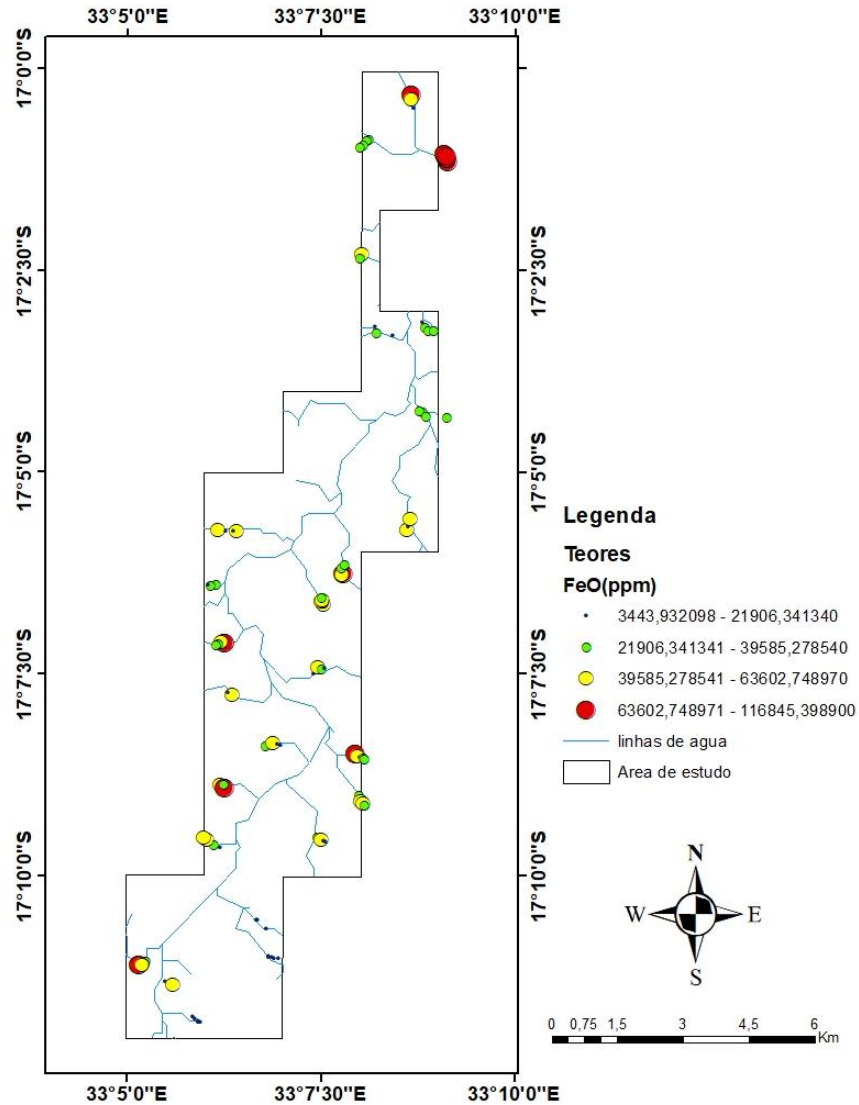 33°5'0"E 33°7'30"E 33°10'0"E
17°0'0"S
17°2'30"S
17°5'0"S
17°7'30"S
17°10'0"S
17°0'0"S
17°2'30"S
17°5'0"S
17°7'30"S
17°10'0"S
33°5'0"E 33°7'30"E 33°10'0"E
Legenda
Teores
FeO(ppm)
3443,932098 - 21906,341340
21906,341341 - 39585,278540
39585,278541 - 63602,748970
63602,748971 - 116845,398900
linhas de agua
Area de estudo
N
W E
S
0 0,75 1,5 3 4,5 6
Km